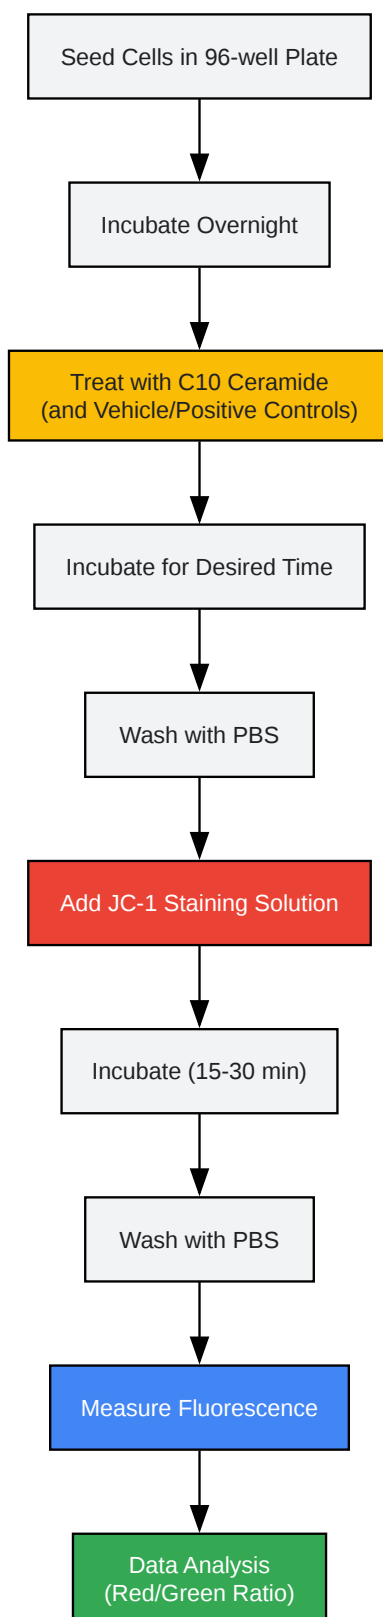 Seed Cells in 96-well Plate
Incubate Overnight
Treat with C10 Ceramide
(and Vehicle/Positive Controls)
Incubate for Desired Time
Wash with PBS
Add JC-1 Staining Solution
Incubate (15-30 min)
Wash with PBS
Measure Fluorescence
Data Analysis
(Red/Green Ratio)